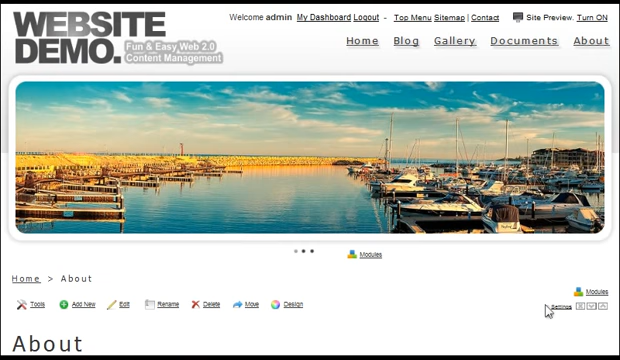 WEBSITE
DEMO.
Fun & Easy Web 2.0
Content Management
Welcome admin My Dashboard Logout - Top Menu Sitemap | Contact Site Preview. Turn ON
Home Blog Gallery Documents About
Modules
Home > About
Modules
Tools Add New Edit Rename Delete Move Design
Settings
About